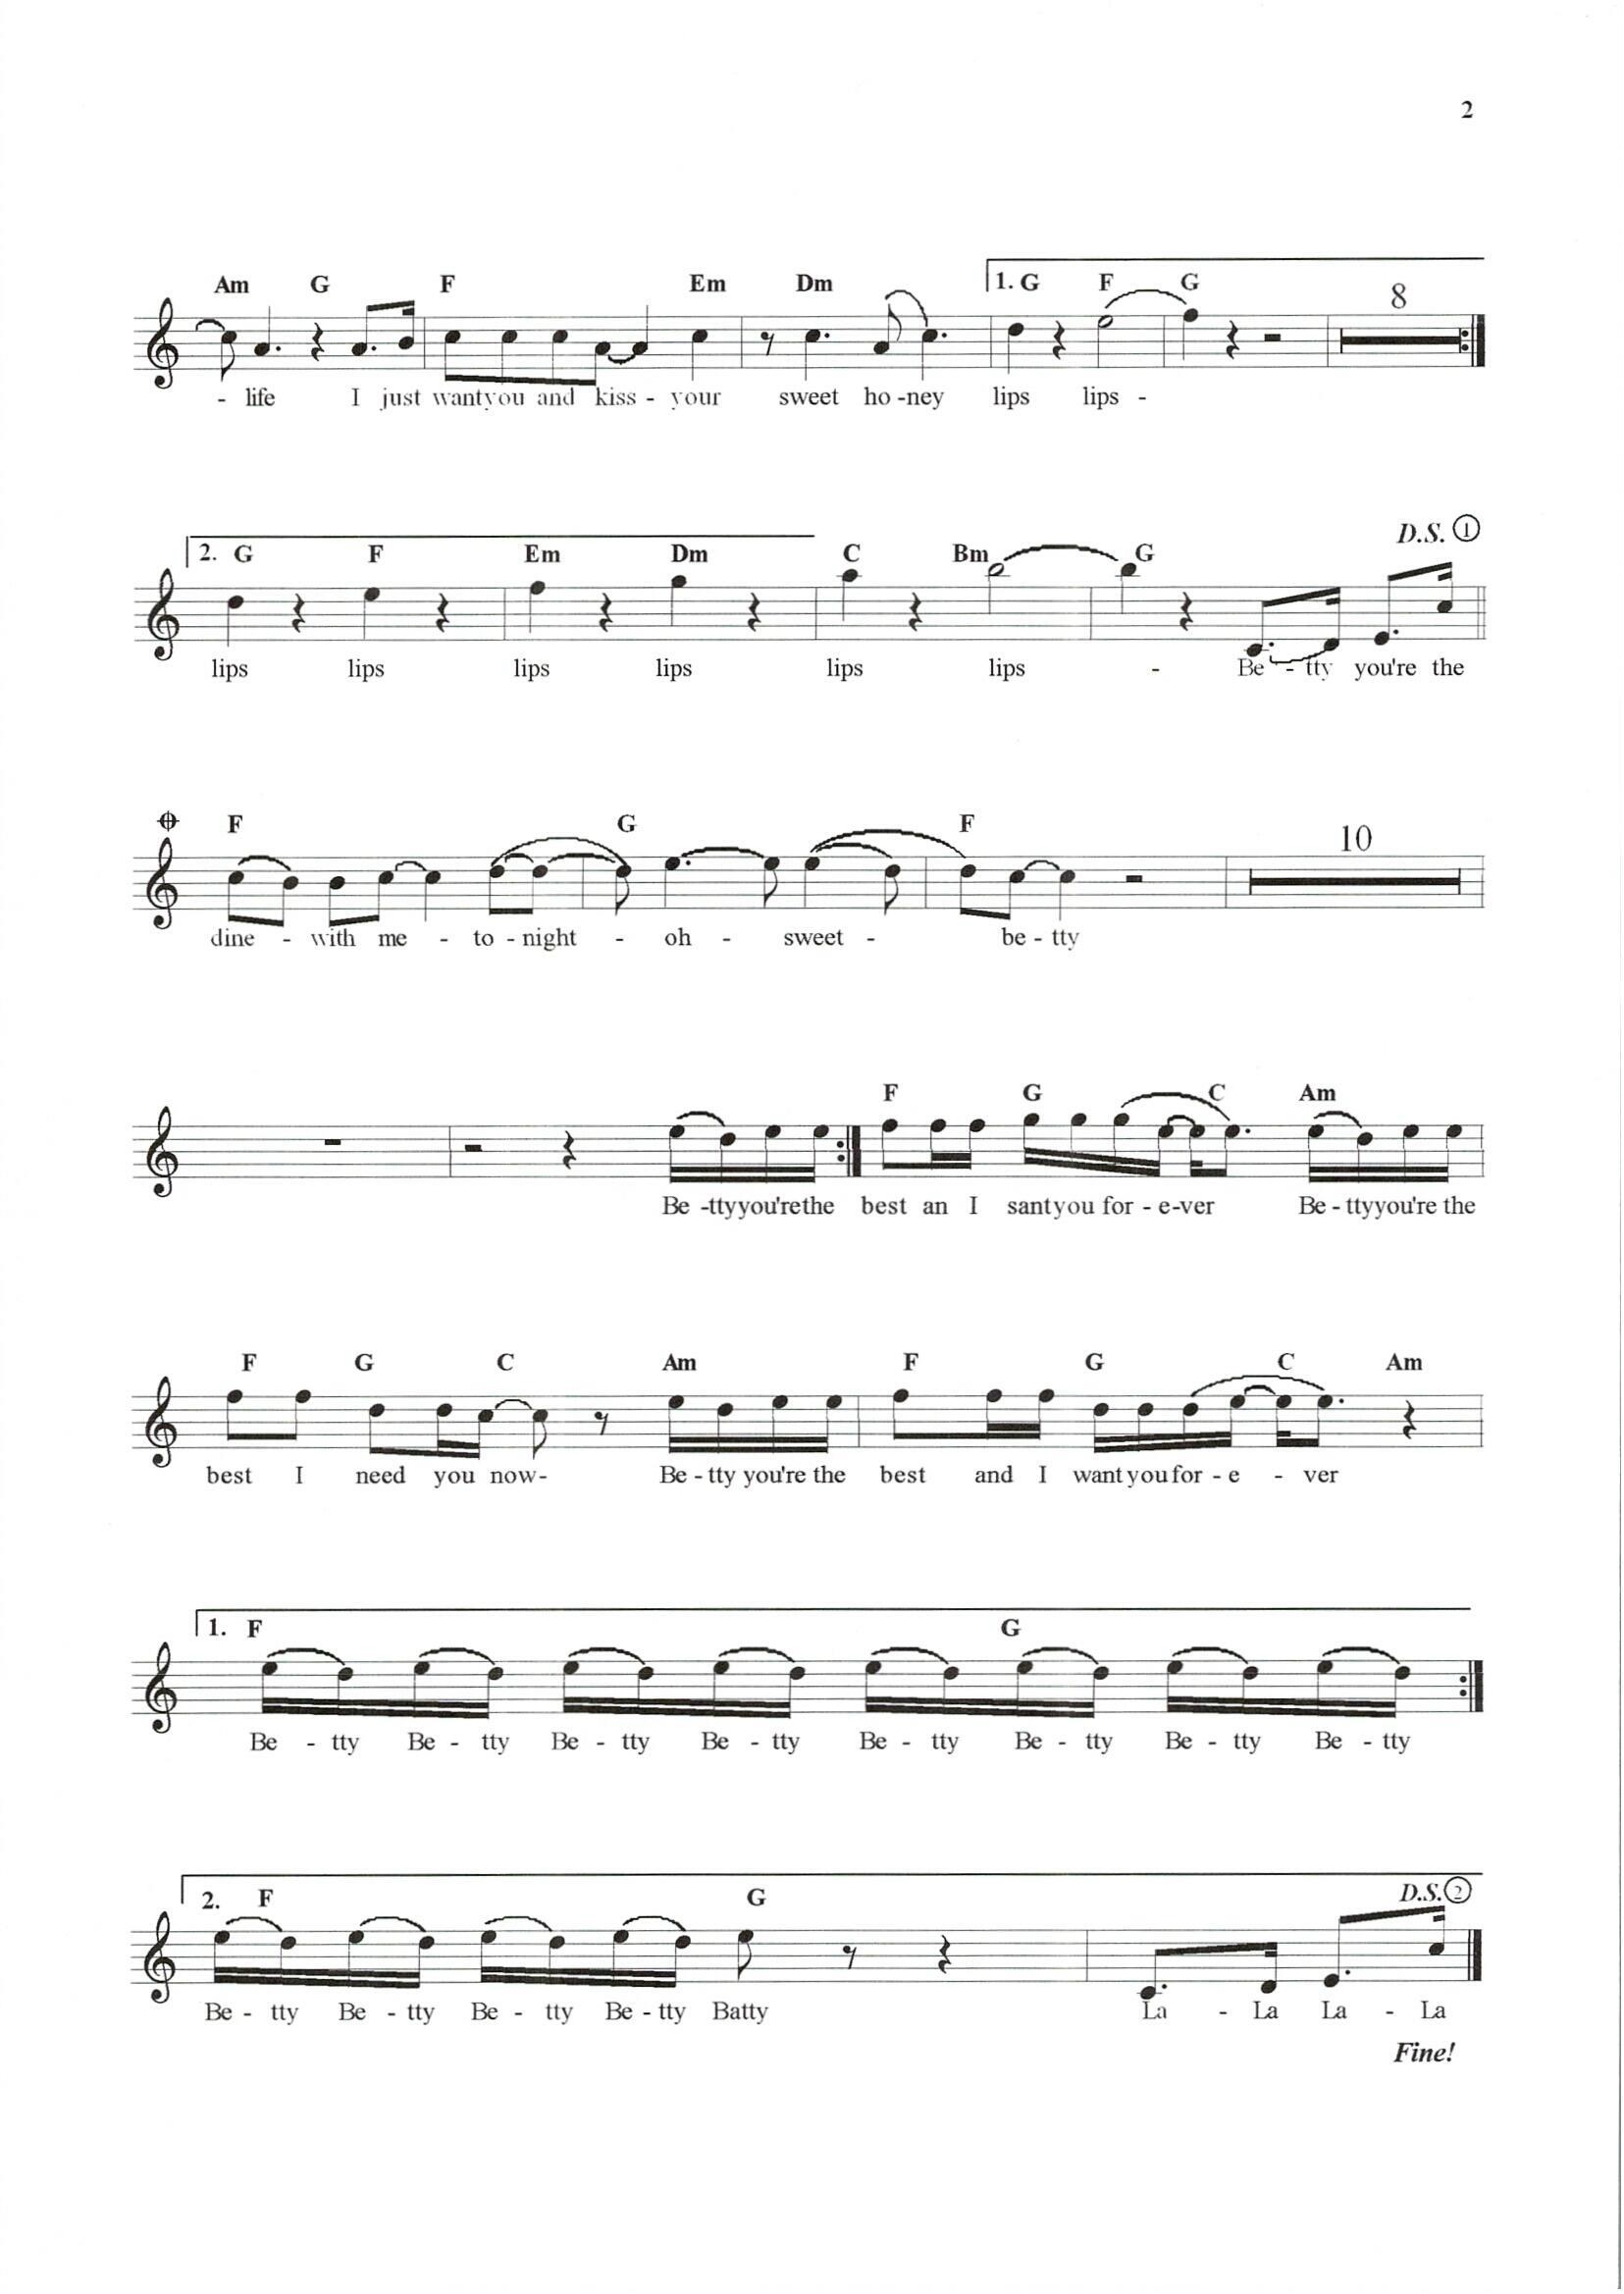 2
Am G F Em Dm 1. G F G 8
- life I just wantyou and kiss - your sweet ho -ney lips lips -
D.S. 1
2. G F Em Dm C Bm G
lips lips lips lips lips lips - Be - tty you're the
F G F 10
dine - with me - to - night - oh - sweet - be - tty
F G C Am
Be -ttyyou'rethe best an I santyou for - e-ver Be - ttyyou're the
F G C Am F G C Am
best I need you now- Be - tty you're the best and I wantyoufor - e - ver
1. F G
Be - tty Be - tty Be - tty Be - tty Be - tty Be - tty Be - tty Be - tty
2. F G D.S. 2
Be - tty Be - tty Be - tty Be - tty Batty La - La La - La
Fine!